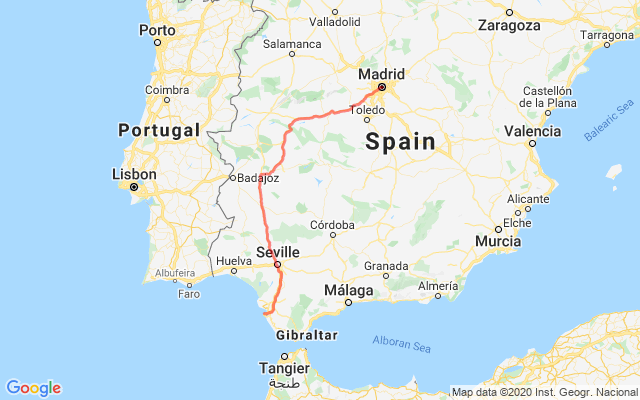 Porto
Valladolid
Zaragoza
Salamanca
Tarragona
Madrid
Coimbra
Toledo
Castellón
de la Plana
Portugal
Spain
Valencia
Balearic Sea
Lisbon
Badajoz
Alicante
Elche
Córdoba
Murcia
Seville
Huelva
Granada
Albufeira
Faro
Málaga
Almería
Gibraltar
Alboran Sea
Tangier
طنجة
Google
Map data ©2020 Inst. Geogr. Nacional